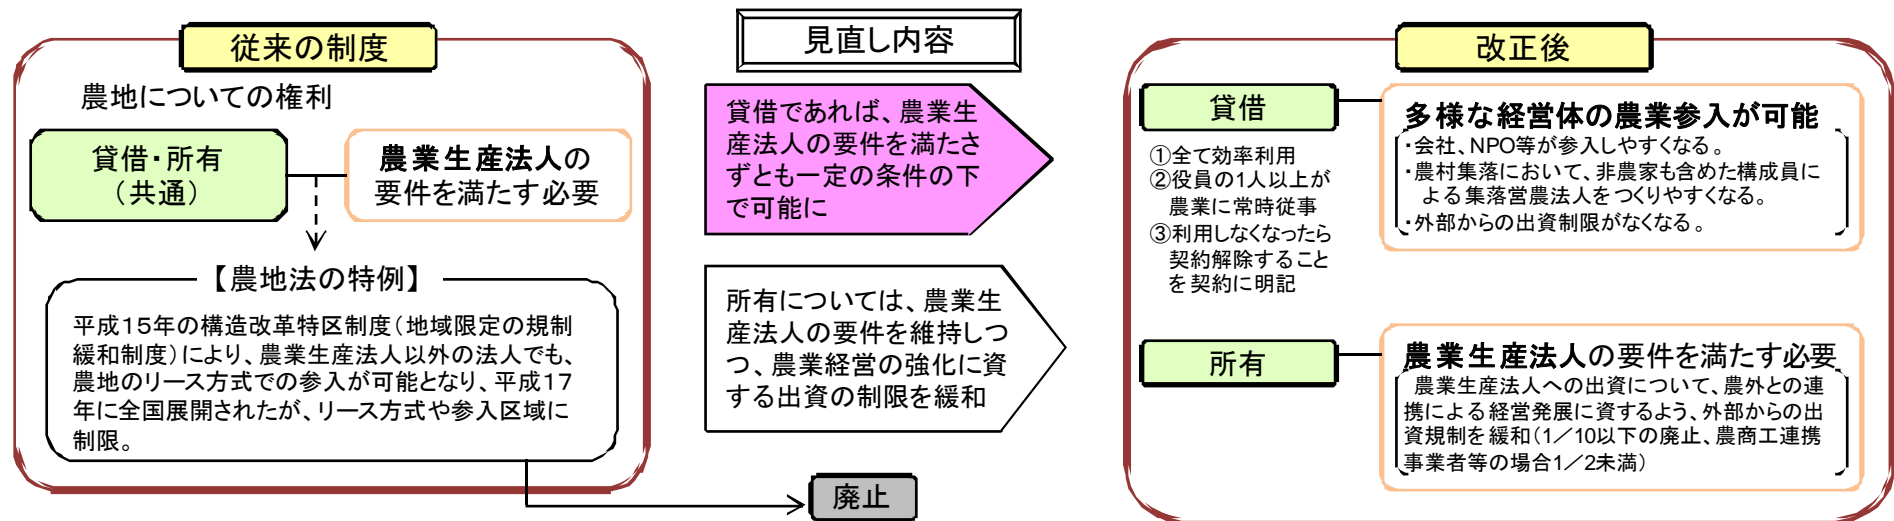 従来の制度
農地についての権利
貸借・所有
（共通）
農業生産法人の
要件を満たす必要
【農地法の特例】
平成１５年の構造改革特区制度（地域限定の規制
緩和制度）により、農業生産法人以外の法人でも、
農地のリース方式での参入が可能となり、平成１７
年に全国展開されたが、リース方式や参入区域に
制限。
見直し内容
貸借であれば、農業生
産法人の要件を満たさ
ずとも一定の条件の下
で可能に
所有については、農業生
産法人の要件を維持しつ
つ、農業経営の強化に資
する出資の制限を緩和
廃止
改正後
貸借
①全て効率利用
②役員の1人以上が
農業に常時従事
③利用しなくなったら
契約解除すること
を契約に明記
多様な経営体の農業参入が可能
・会社、NPO等が参入しやすくなる。
・農村集落において、非農家も含めた構成員に
よる集落営農法人をつくりやすくなる。
・外部からの出資制限がなくなる。
所有
農業生産法人の要件を満たす必要
農業生産法人への出資について、農外との連
携による経営発展に資するよう、外部からの出
資規制を緩和（1／10以下の廃止、農商工連携
事業者等の場合1／2未満）